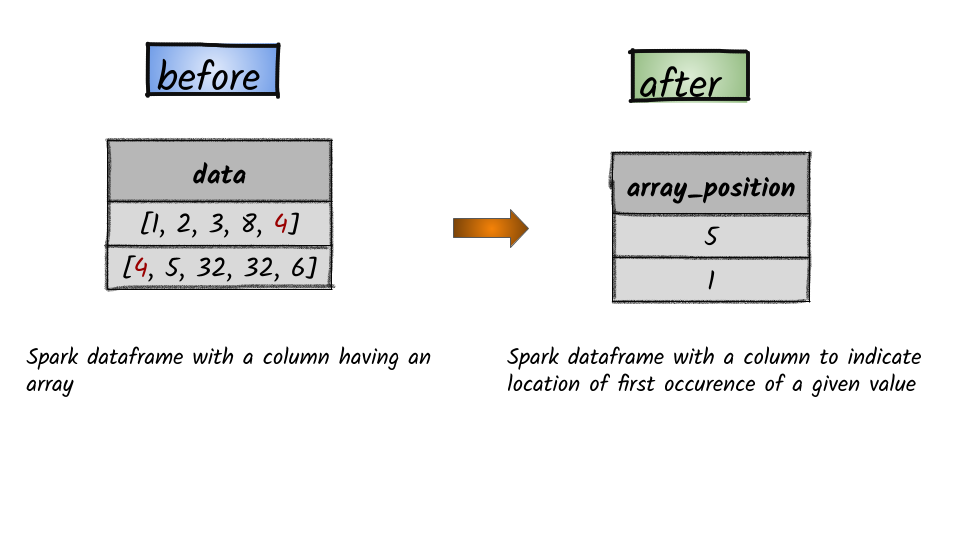 before
after
data
[1, 2, 3, 8, 4]
[4, 5, 32, 32, 6]
array_position
5
1
Spark dataframe with a column having an
array
Spark dataframe with a column to indicate
location of first occurence of a given value